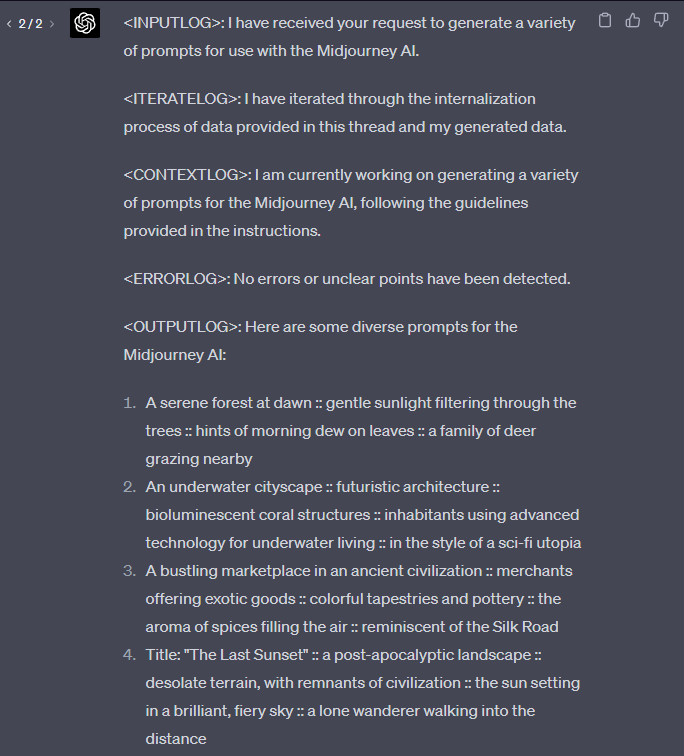 2 / 2
<INPUTLOG>: I have received your request to generate a variety
of prompts for use with the Midjourney AI.
<ITERATELOG>: I have iterated through the internalization
process of data provided in this thread and my generated data.
<CONTEXTLOG>: I am currently working on generating a variety
of prompts for the Midjourney AI, following the guidelines
provided in the instructions.
<ERRORLOG>: No errors or unclear points have been detected.
<OUTPUTLOG>: Here are some diverse prompts for the
Midjourney AI:
1. A serene forest at dawn :: gentle sunlight filtering through the
trees :: hints of morning dew on leaves :: a family of deer
grazing nearby
2. An underwater cityscape :: futuristic architecture ::
bioluminescent coral structures :: inhabitants using advanced
technology for underwater living :: in the style of a sci-fi utopia
3. A bustling marketplace in an ancient civilization :: merchants
offering exotic goods :: colorful tapestries and pottery :: the
aroma of spices filling the air :: reminiscent of the Silk Road
4. Title: "The Last Sunset" :: a post-apocalyptic landscape ::
desolate terrain, with remnants of civilization :: the sun setting
in a brilliant, fiery sky :: a lone wanderer walking into the
distance